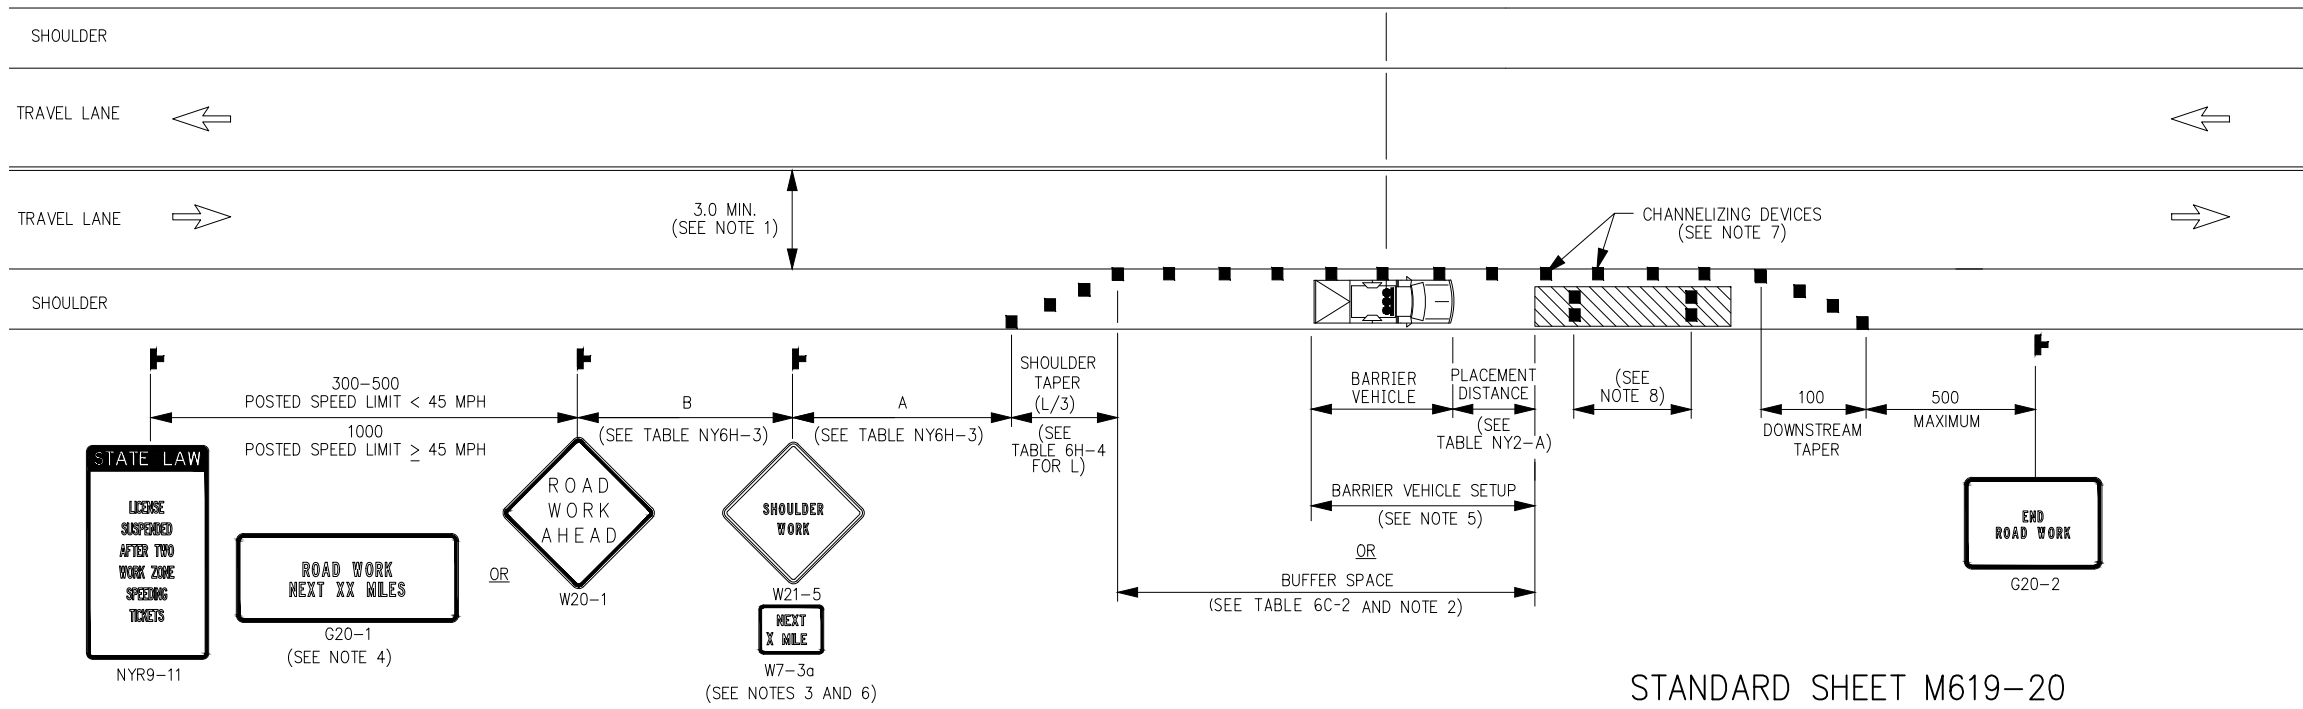 SHOULDER
TRAVEL LANE
TRAVEL LANE
3.0 MIN.
(SEE NOTE 1)
CHANNELIZING DEVICES
(SEE NOTE 7)
SHOULDER
300-500
POSTED SPEED LIMIT < 45 MPH
1000
POSTED SPEED LIMIT ≥ 45 MPH
B
(SEE TABLE NY6H-3)
A
(SEE TABLE NY6H-3)
SHOULDER
TAPER
(L/3)
(SEE
TABLE 6H-4
FOR L)
BARRIER
VEHICLE
PLACEMENT
DISTANCE
(SEE
TABLE NY2-A)
(SEE
NOTE 8)
100
DOWNSTREAM
TAPER
500
MAXIMUM
BARRIER VEHICLE SETUP
(SEE NOTE 5)
OR
BUFFER SPACE
(SEE TABLE 6C-2 AND NOTE 2)
STATE LAW
LICENSE
SUSPENDED
AFTER TWO
WORK ZONE
SPEEDING
TICKETS
NYR9-11
ROAD WORK
NEXT XX MILES
G20-1
(SEE NOTE 4)
OR
ROAD
WORK
AHEAD
W20-1
SHOULDER
WORK
W21-5
NEXT
X MILE
W7-3a
(SEE NOTES 3 AND 6)
END
ROAD WORK
G20-2
STANDARD SHEET M619-20